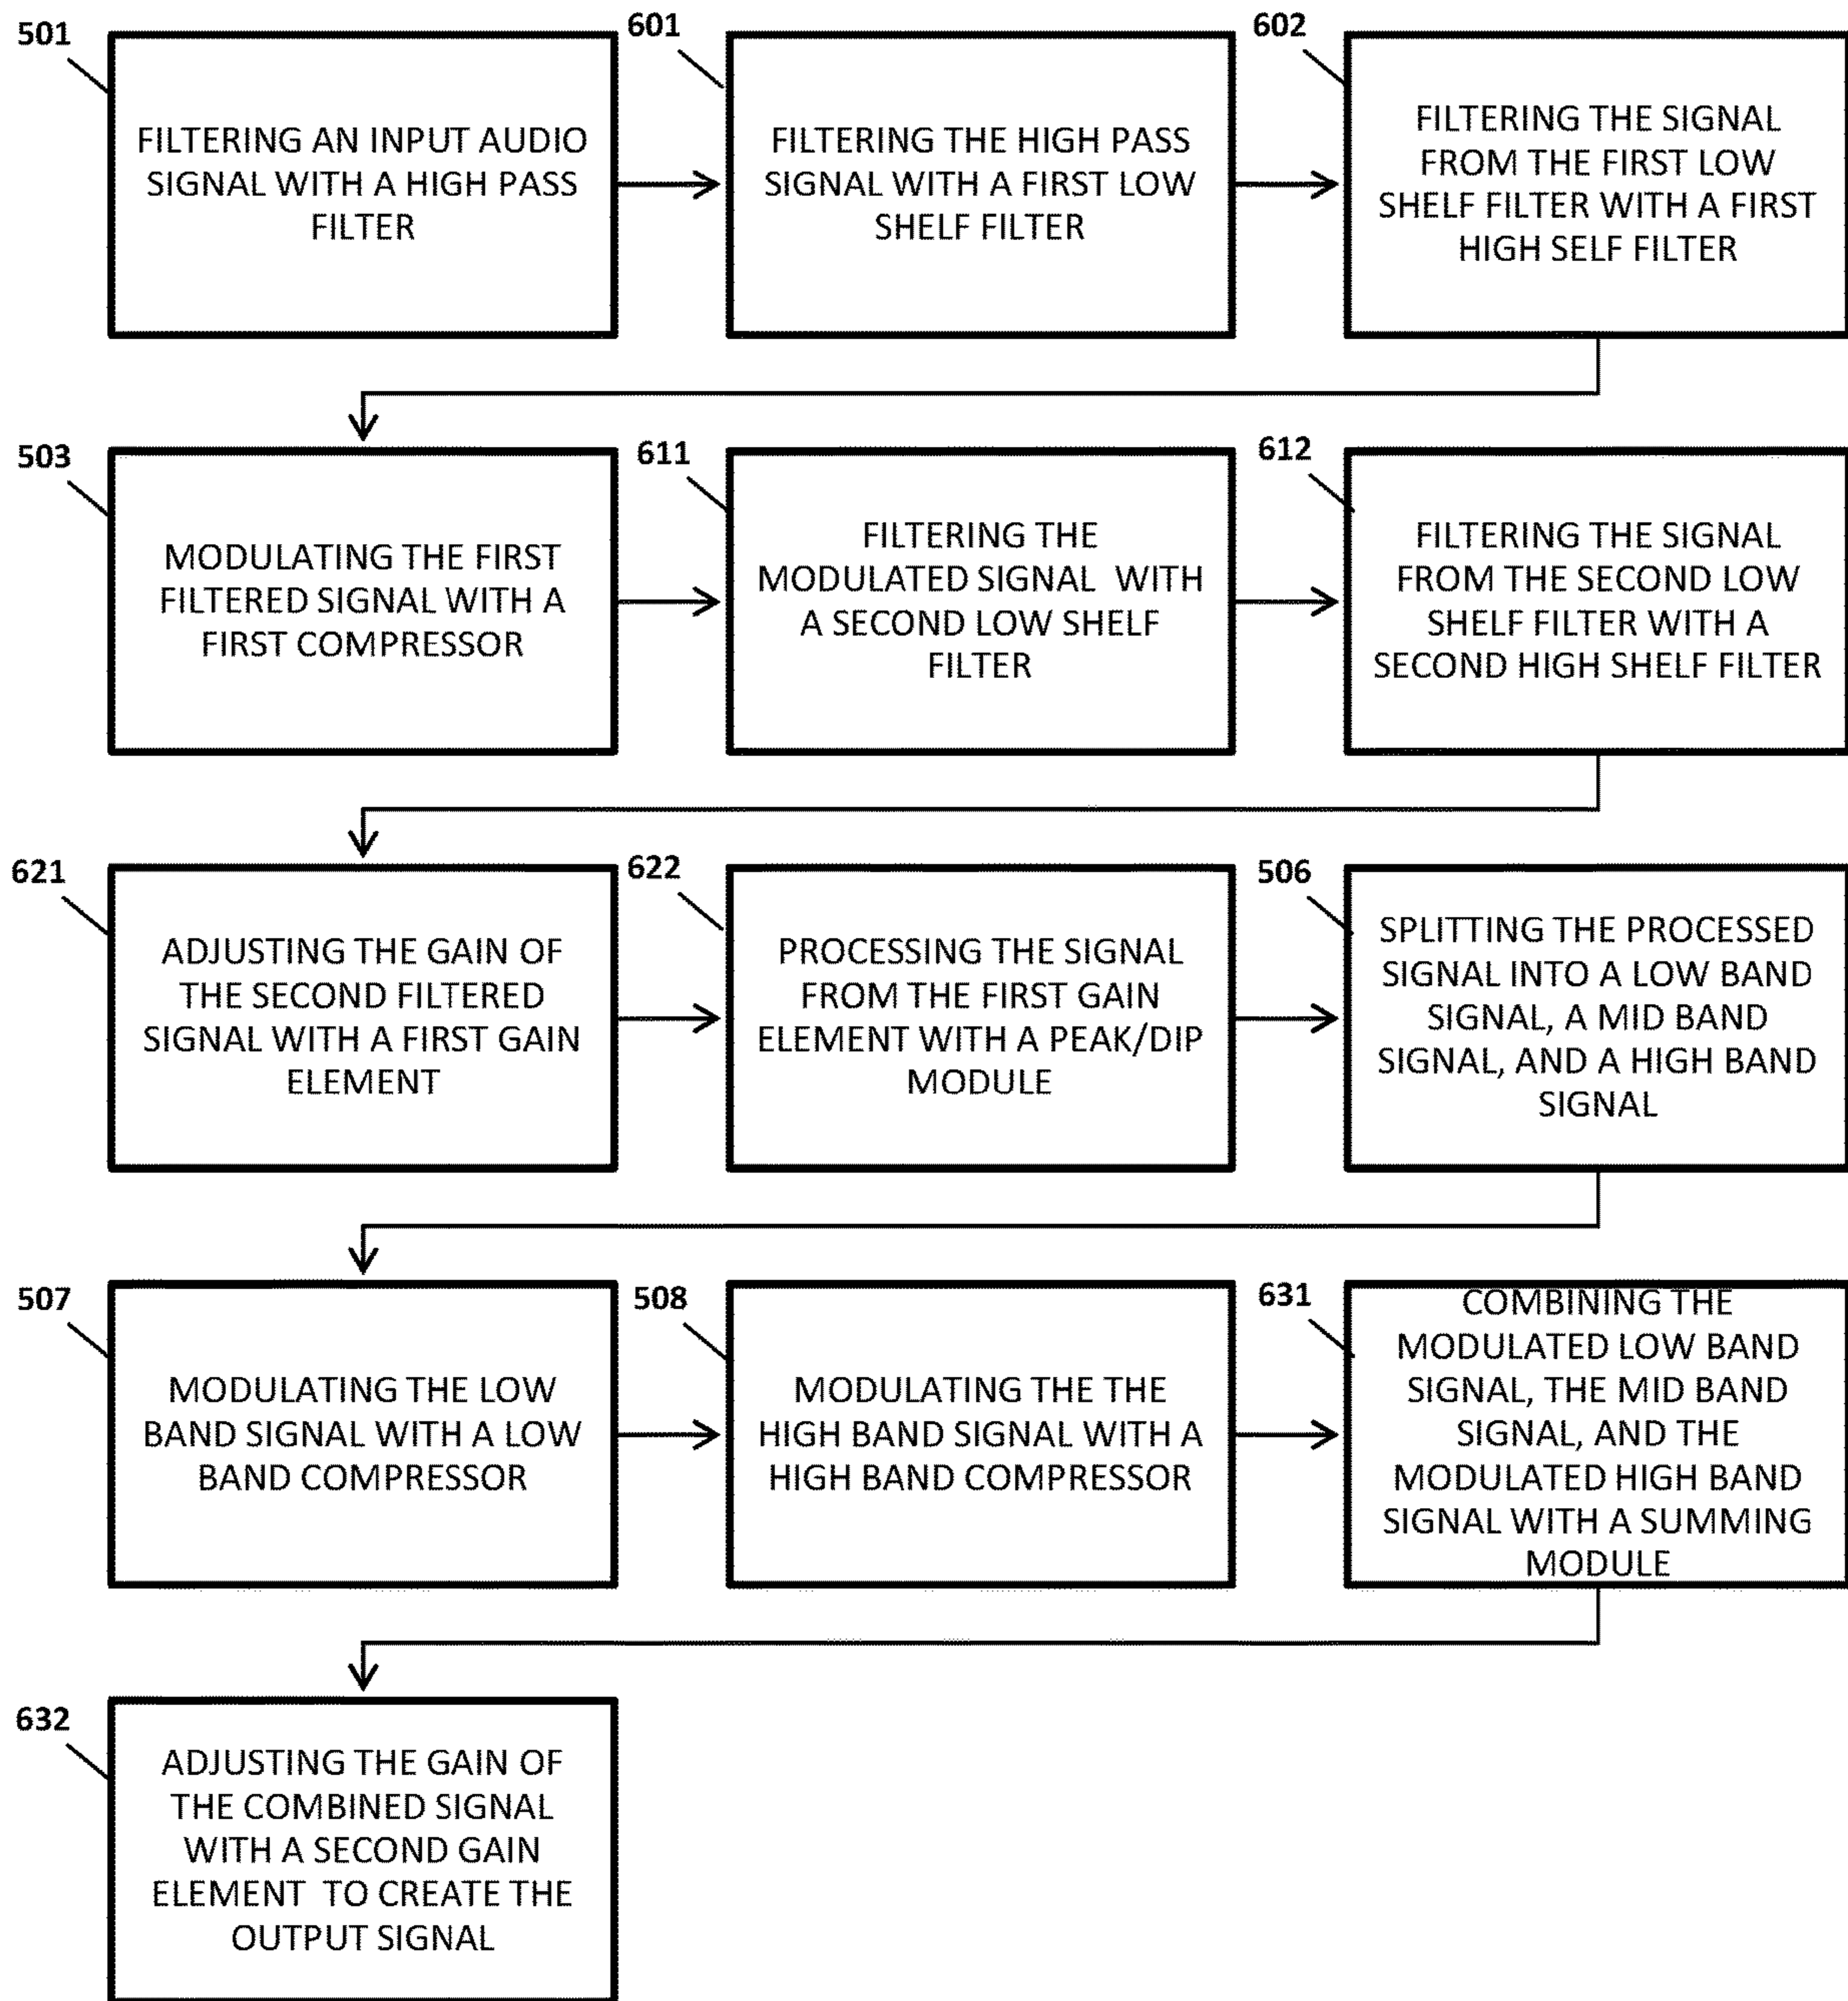 501
FILTERING AN INPUT AUDIO
SIGNAL WITH A HIGH PASS
FILTER
601
FILTERING THE HIGH PASS
SIGNAL WITH A FIRST LOW
SHELF FILTER
602
FILTERING THE SIGNAL
FROM THE FIRST LOW
SHELF FILTER WITH A FIRST
HIGH SELF FILTER
503
MODULATING THE FIRST
FILTERED SIGNAL WITH A
FIRST COMPRESSOR
611
FILTERING THE
MODULATED SIGNAL WITH
A SECOND LOW SHELF
FILTER
612
FILTERING THE SIGNAL
FROM THE SECOND LOW
SHELF FILTER WITH A
SECOND HIGH SHELF FILTER
621
ADJUSTING THE GAIN OF
THE SECOND FILTERED
SIGNAL WITH A FIRST GAIN
ELEMENT
622
PROCESSING THE SIGNAL
FROM THE FIRST GAIN
ELEMENT WITH A PEAK/DIP
MODULE
506
SPLITTING THE PROCESSED
SIGNAL INTO A LOW BAND
SIGNAL, A MID BAND
SIGNAL, AND A HIGH BAND
SIGNAL
507
MODULATING THE LOW
BAND SIGNAL WITH A LOW
BAND COMPRESSOR
508
MODULATING THE THE
HIGH BAND SIGNAL WITH A
HIGH BAND COMPRESSOR
631
COMBINING THE
MODULATED LOW BAND
SIGNAL, THE MID BAND
SIGNAL, AND THE
MODULATED HIGH BAND
SIGNAL WITH A SUMMING
MODULE
632
ADJUSTING THE GAIN OF
THE COMBINED SIGNAL
WITH A SECOND GAIN
ELEMENT TO CREATE THE
OUTPUT SIGNAL